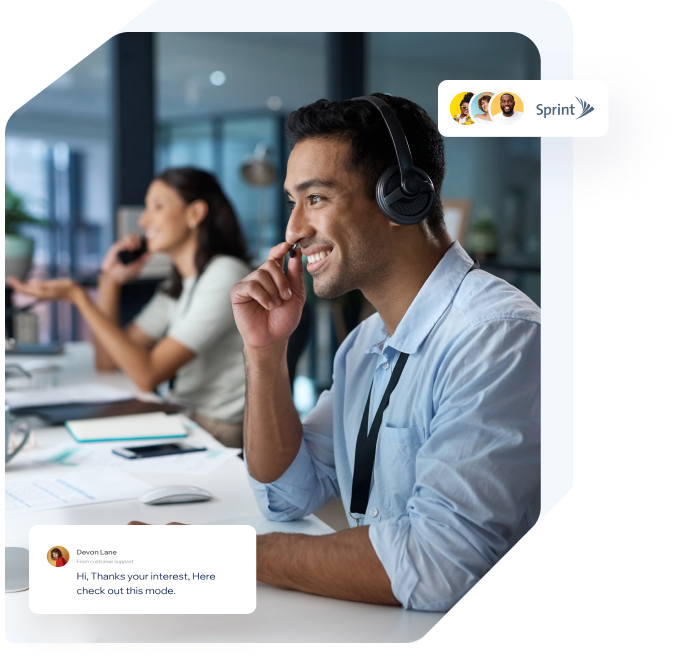 Sprint
Devon Lane
From customer support
Hi, Thanks your interest, Here
check out this mode.